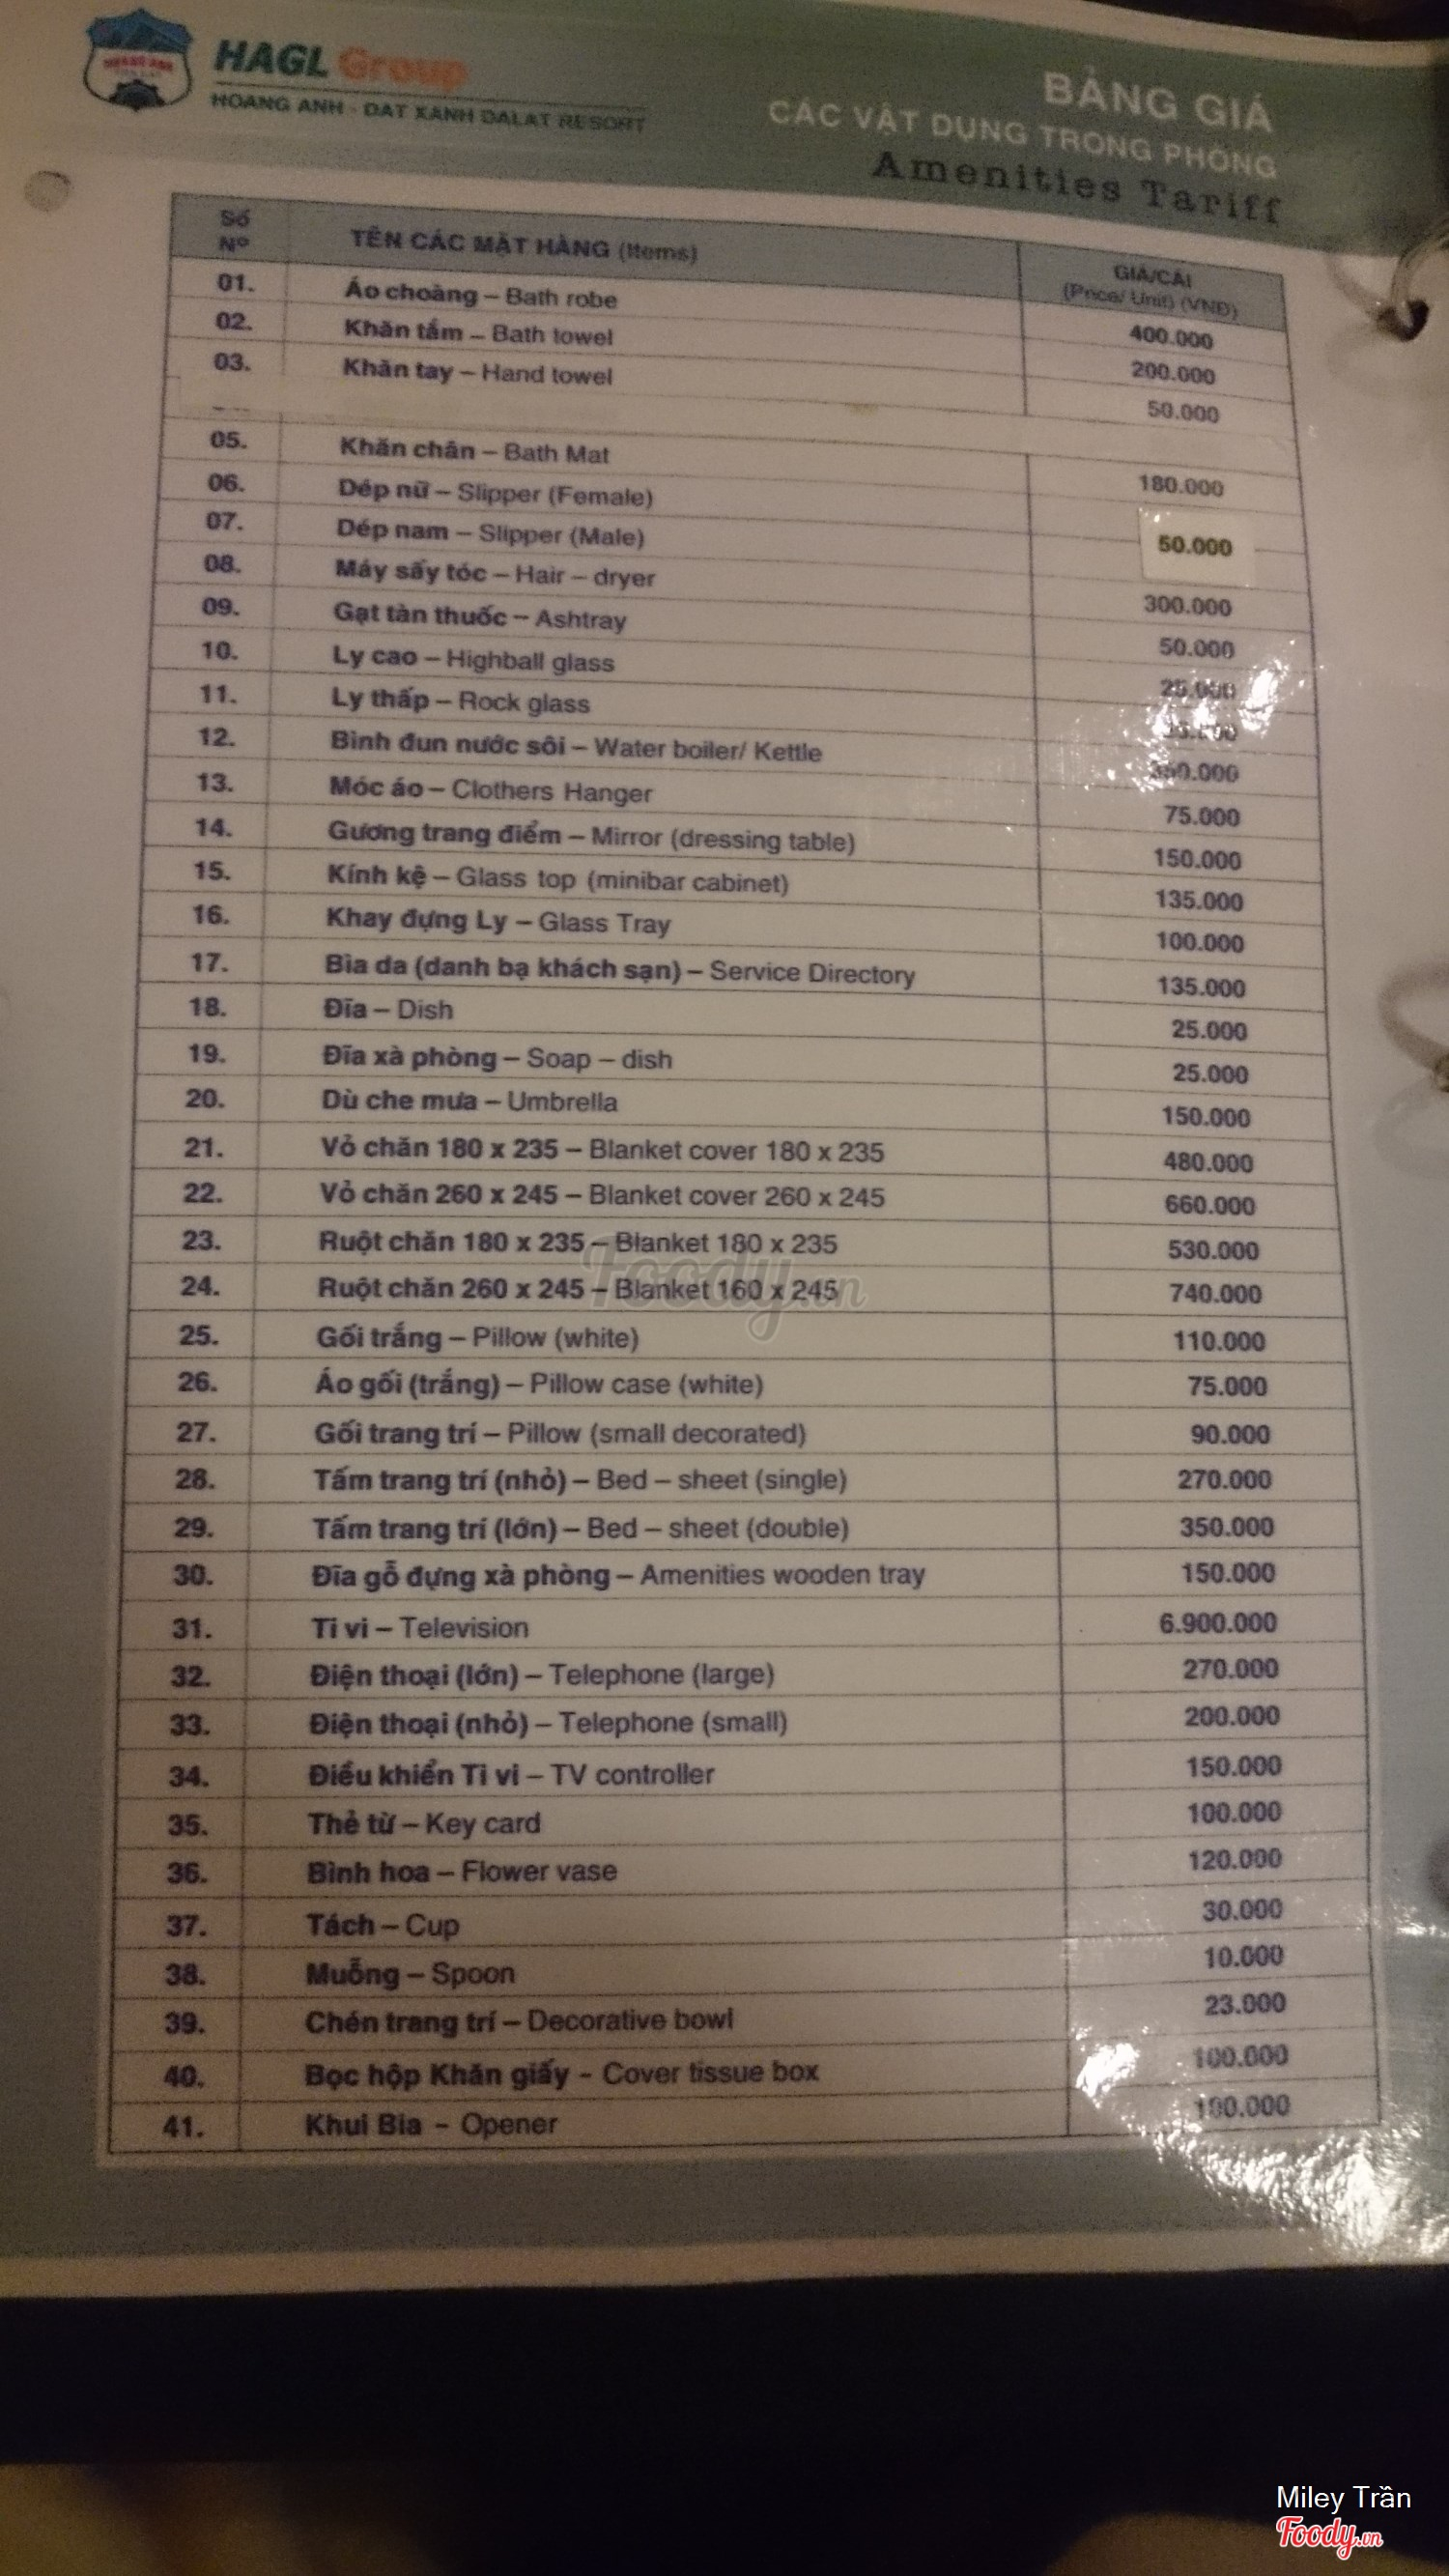 HAGL Group
HOANG ANH - DAT XANH DALAT RESORT
BẢNG GIÁ
CÁC VẬT DỤNG TRONG PHÒNG
Amenities Tariff
Số Nº TÊN CÁC MẶT HÀNG (Items) GIÁ/CÁI (Price/ Unit) (VNĐ)
01. Áo choàng – Bath robe 400.000
02. Khăn tắm – Bath towel 200.000
03. Khăn tay – Hand towel 50.000
05. Khăn chân – Bath Mat 180.000
06. Dép nữ – Slipper (Female)
50.000
07. Dép nam – Slipper (Male)
08. Máy sấy tóc – Hair – dryer 300.000
09. Gạt tàn thuốc – Ashtray 50.000
10. Ly cao – Highball glass
11. Ly thấp – Rock glass
12. Bình đun nước sôi – Water boiler/ Kettle
13. Móc áo – Clothers Hanger 75.000
14. Gương trang điểm – Mirror (dressing table) 150.000
15. Kính kệ – Glass top (minibar cabinet) 135.000
16. Khay đựng Ly – Glass Tray 100.000
17. Bìa da (danh bạ khách sạn) – Service Directory 135.000
18. Đĩa – Dish 25.000
19. Đĩa xà phòng – Soap – dish 25.000
20. Dù che mưa – Umbrella 150.000
21. Vỏ chăn 180 x 235 – Blanket cover 180 x 235 480.000
22. Vỏ chăn 260 x 245 – Blanket cover 260 x 245 660.000
23. Ruột chăn 180 x 235 – Blanket 180 x 235 530.000
24. Ruột chăn 260 x 245 – Blanket 160 x 245 740.000
Foody.vn
25. Gối trắng – Pillow (white) 110.000
26. Áo gối (trắng) – Pillow case (white) 75.000
27. Gối trang trí – Pillow (small decorated) 90.000
28. Tấm trang trí (nhỏ) – Bed – sheet (single) 270.000
29. Tấm trang trí (lớn) – Bed – sheet (double) 350.000
30. Đĩa gỗ đựng xà phòng – Amenities wooden tray 150.000
31. Ti vi – Television 6.900.000
32. Điện thoại (lớn) – Telephone (large) 270.000
33. Điện thoại (nhỏ) – Telephone (small) 200.000
34. Điều khiển Ti vi – TV controller 150.000
35. Thẻ từ – Key card 100.000
36. Bình hoa – Flower vase 120.000
37. Tách – Cup 30.000
38. Muỗng – Spoon 10.000
39. Chén trang trí – Decorative bowl 23.000
40. Bọc hộp Khăn giấy - Cover tissue box 100.000
41. Khui Bia - Opener
Miley Trần
Foody.vn